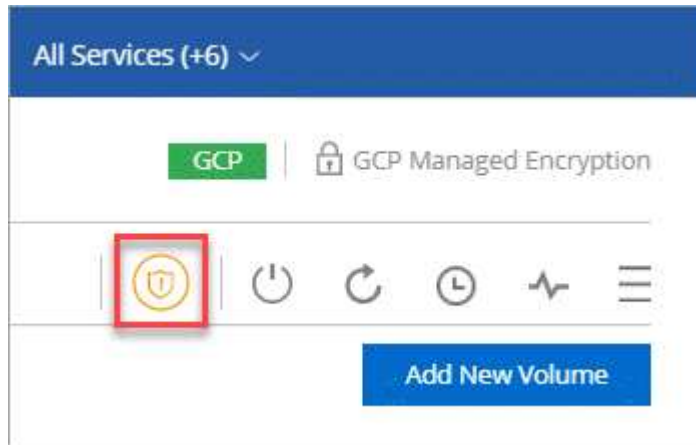 All Services (+6)
GCP
GCP Managed Encryption
Add New Volume